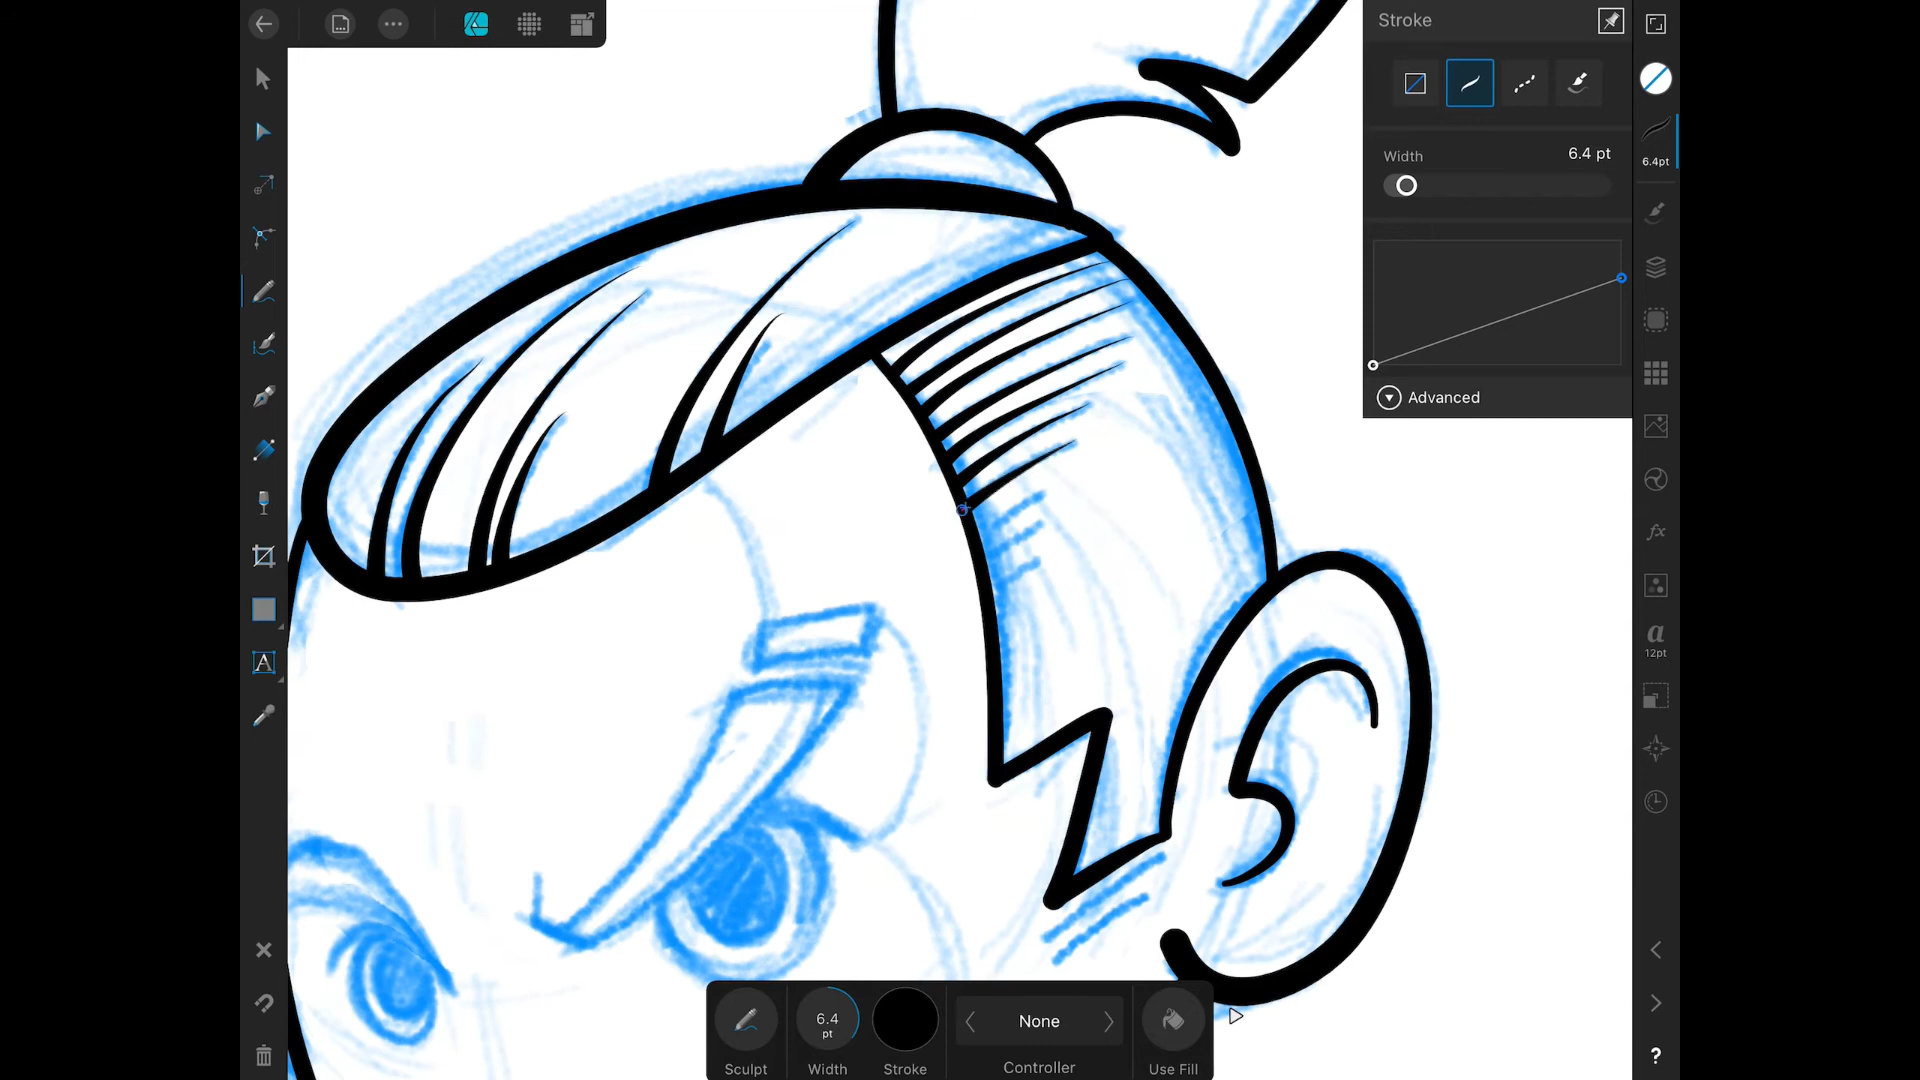 Stroke
Width
6.4 pt
6.4pt
Advanced
fx
a
12pt
A
?
6.4
pt
None
Sculpt
Width
Stroke
Controller
Use Fill